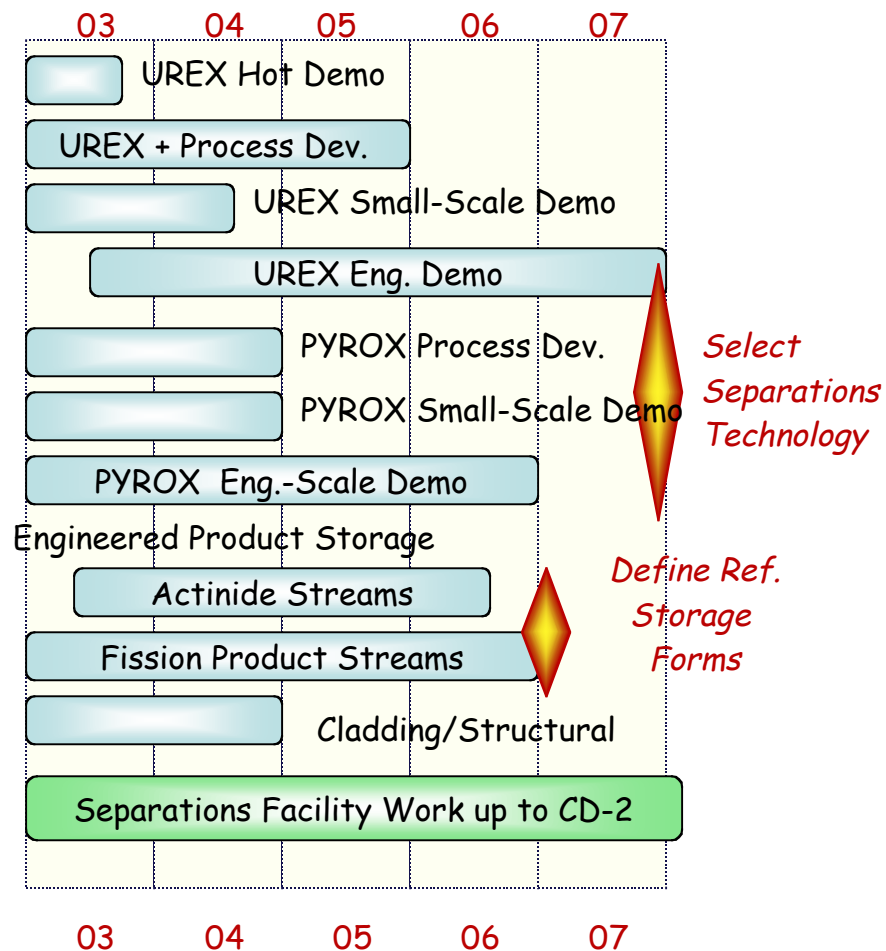 03 04 05 06 07
UREX Hot Demo
UREX + Process Dev.
UREX Small-Scale Demo
UREX Eng. Demo
PYROX Process Dev.
PYROX Small-Scale Demo
PYROX Eng.-Scale Demo
Select
Separations
Technology
Engineered Product Storage
Actinide Streams
Fission Product Streams
Define Ref.
Storage
Forms
Cladding/Structural
Separations Facility Work up to CD-2
03 04 05 06 07